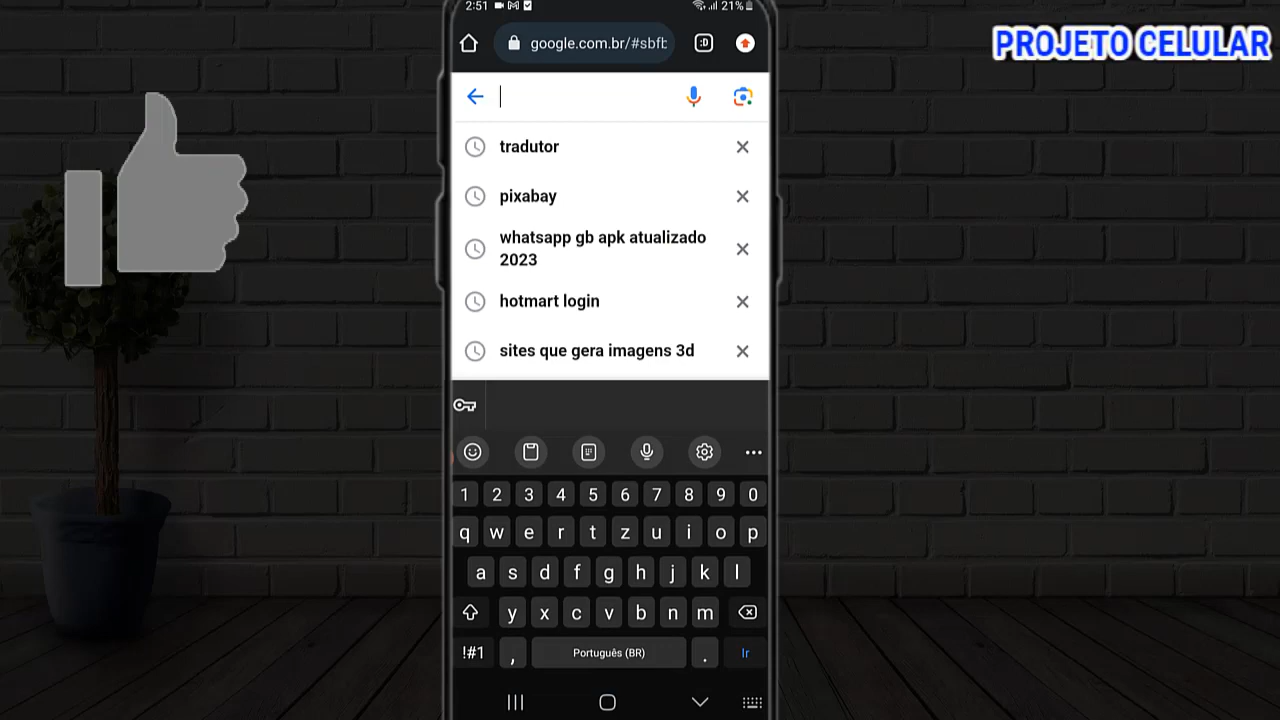 2:51
21%
PROJETO CELULAR
google.com.br/#sbfb
:D
tradutor
pixabay
whatsapp gb apk atualizado
2023
hotmart login
sites que gera imagens 3d
1 2 3 4 5 6 7 8 9 0
q w e r t z u i o p
a s d f g h j k l
y x c v b n m
!#1 , Português (BR) . Ir